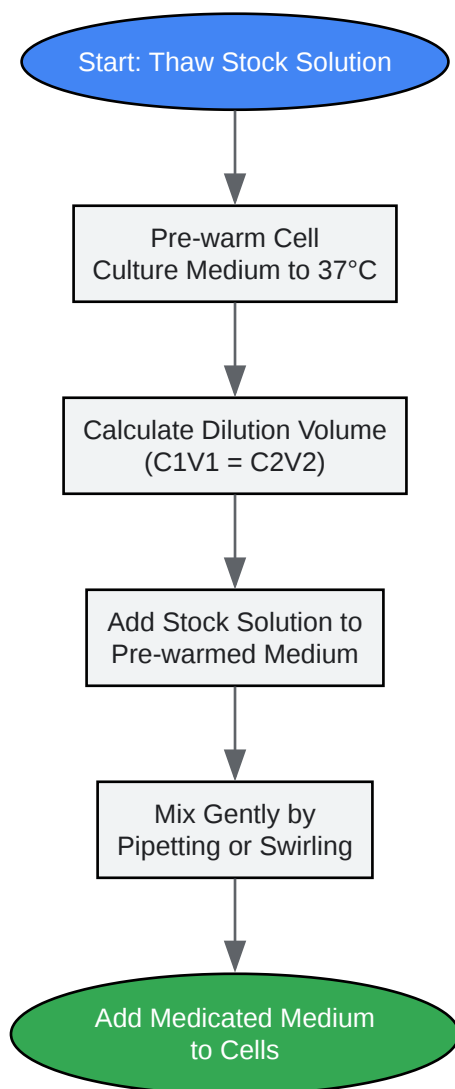 Start: Thaw Stock Solution
Pre-warm Cell
Culture Medium to 37°C
Calculate Dilution Volume
(C1V1 = C2V2)
Add Stock Solution to
Pre-warmed Medium
Mix Gently by
Pipetting or Swirling
Add Medicated Medium
to Cells